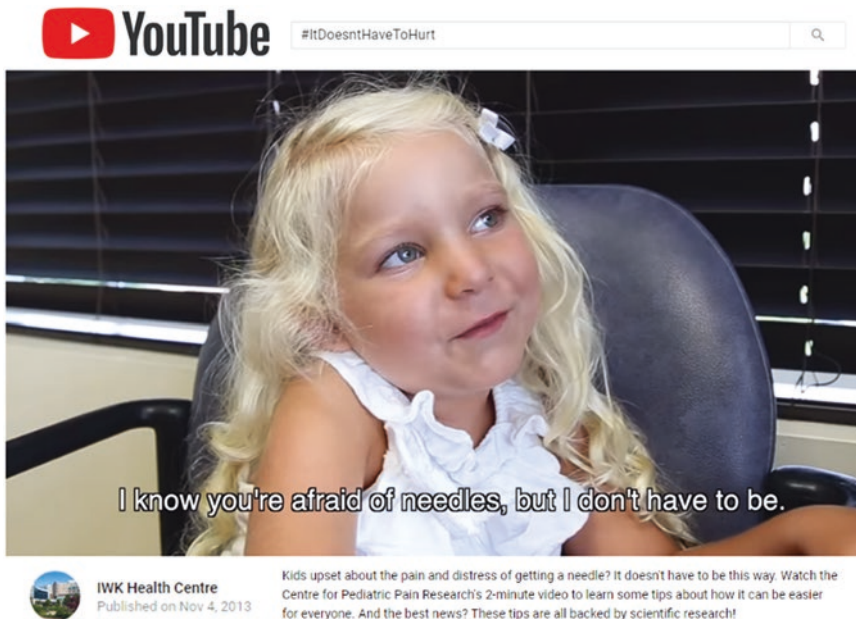 YouTube
#ItDoesntHaveToHurt
I know you're afraid of needles, but I don't have to be.
IWK Health Centre
Published on Nov 4, 2013
Kids upset about the pain and distress of getting a needle? It doesn't have to be this way. Watch the
Centre for Pediatric Pain Research's 2-minute video to learn some tips about how it can be easier
for everyone. And the best news? These tips are all backed by scientific research!